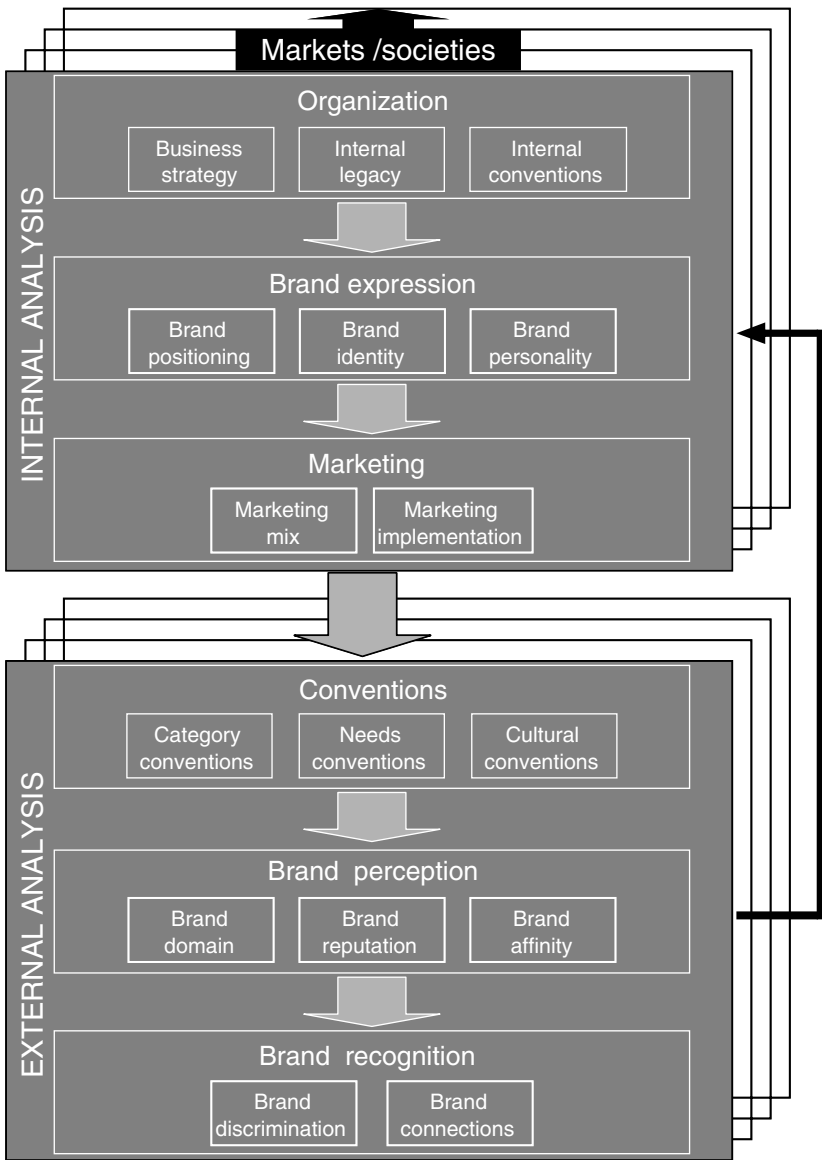 Markets /societies
INTERNAL ANALYSIS
Organization
Business
strategy
Internal
legacy
Internal
conventions
Brand expression
Brand
positioning
Brand
identity
Brand
personality
Marketing
Marketing
mix
Marketing
implementation
EXTERNAL ANALYSIS
Conventions
Category
conventions
Needs
conventions
Cultural
conventions
Brand perception
Brand
domain
Brand
reputation
Brand
affinity
Brand recognition
Brand
discrimination
Brand
connections